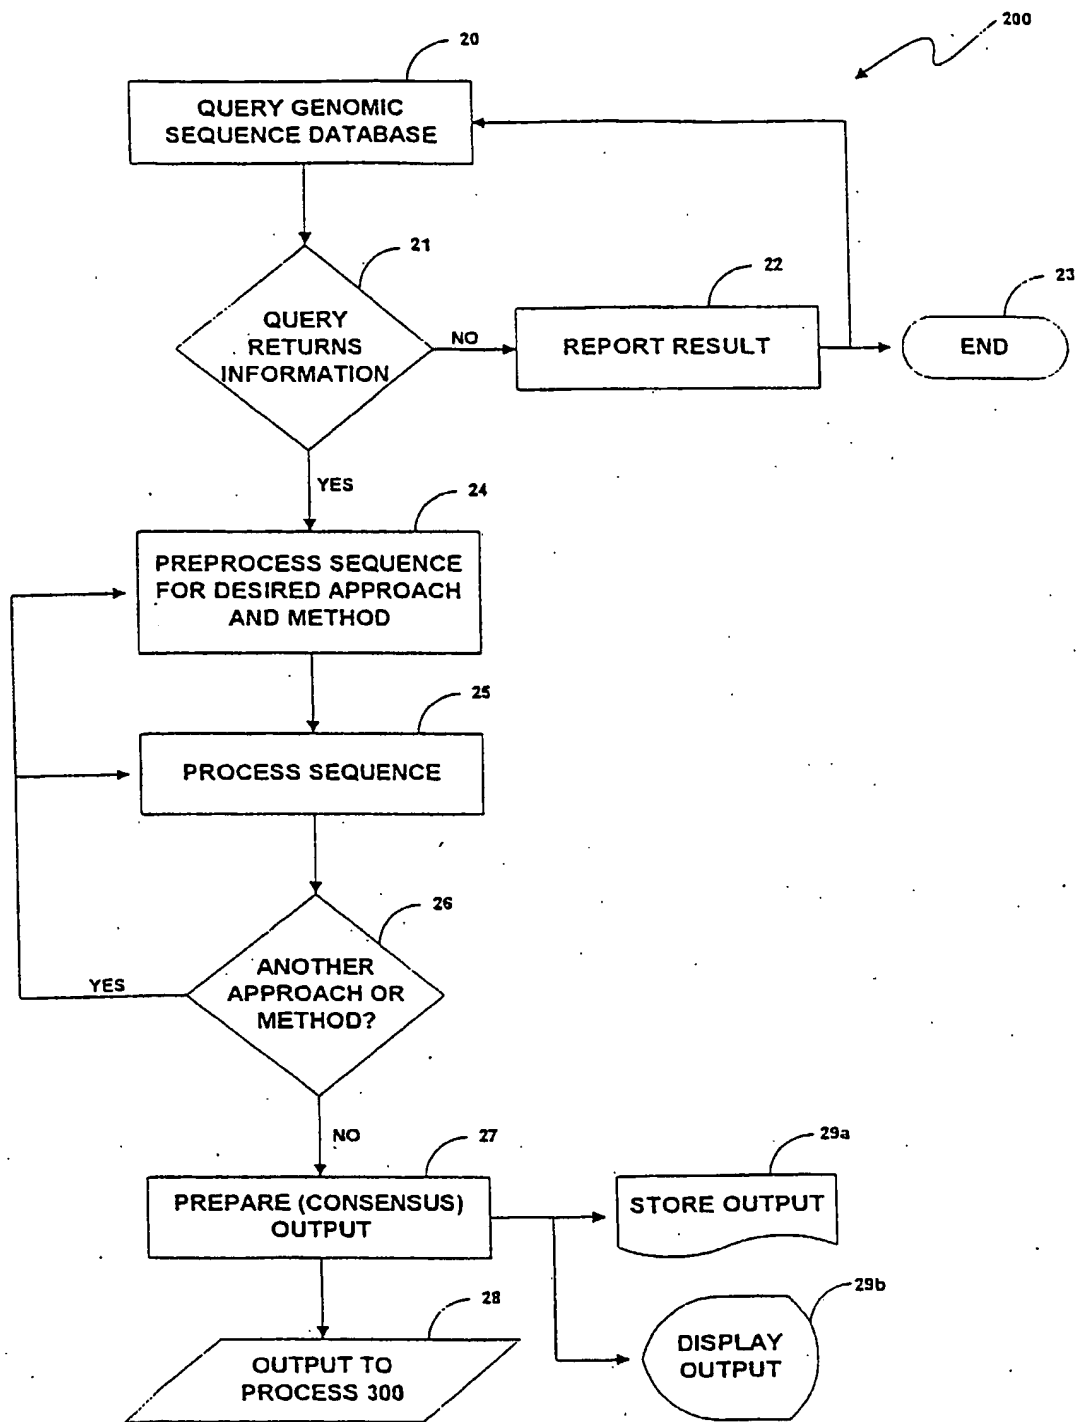 200
20
QUERY GENOMIC
SEQUENCE DATABASE
21
QUERY
RETURNS
INFORMATION
NO
22
REPORT RESULT
23
END
YES
24
PREPROCESS SEQUENCE
FOR DESIRED APPROACH
AND METHOD
25
PROCESS SEQUENCE
26
ANOTHER
APPROACH OR
METHOD?
YES
NO
27
PREPARE (CONSENSUS)
OUTPUT
29a
STORE OUTPUT
28
OUTPUT TO
PROCESS 300
29b
DISPLAY
OUTPUT